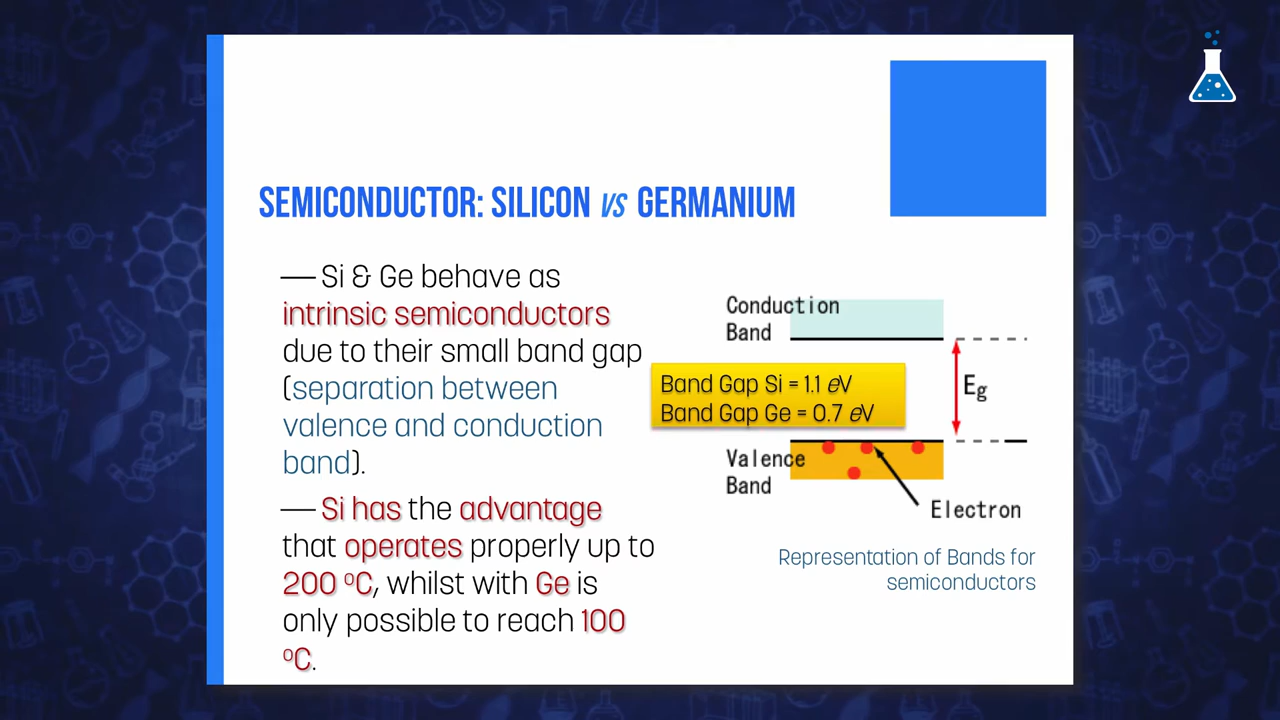 SEMICONDUCTOR: SILICON VS GERMANIUM
— Si & Ge behave as
intrinsic semiconductors
due to their small band gap
(separation between
valence and conduction
band).
— Si has the advantage
that operates properly up to
200 ºC, whilst with Ge is
only possible to reach 100
ºC.
Conduction
Band
Band Gap Si = 1.1 eV
Band Gap Ge = 0.7 eV
Eg
Valence
Band
Electron
Representation of Bands for
semiconductors